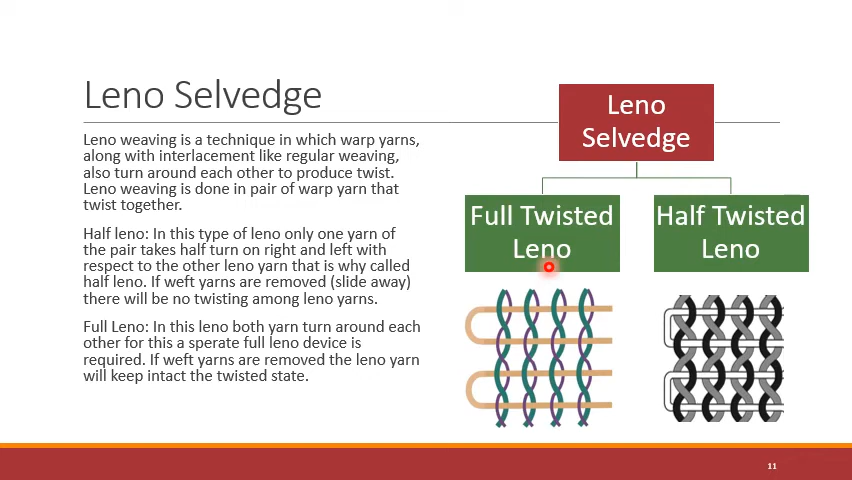 Leno Selvedge
Leno weaving is a technique in which warp yarns,
along with interlacement like regular weaving,
also turn around each other to produce twist.
Leno weaving is done in pair of warp yarn that
twist together.
Half leno: In this type of leno only one yarn of
the pair takes half turn on right and left with
respect to the other leno yarn that is why called
half leno. If weft yarns are removed (slide away)
there will be no twisting among leno yarns.
Full Leno: In this leno both yarn turn around each
other for this a sperate full leno device is
required. If weft yarns are removed the leno yarn
will keep intact the twisted state.
Leno
Selvedge
Full Twisted
Leno
Half Twisted
Leno
11